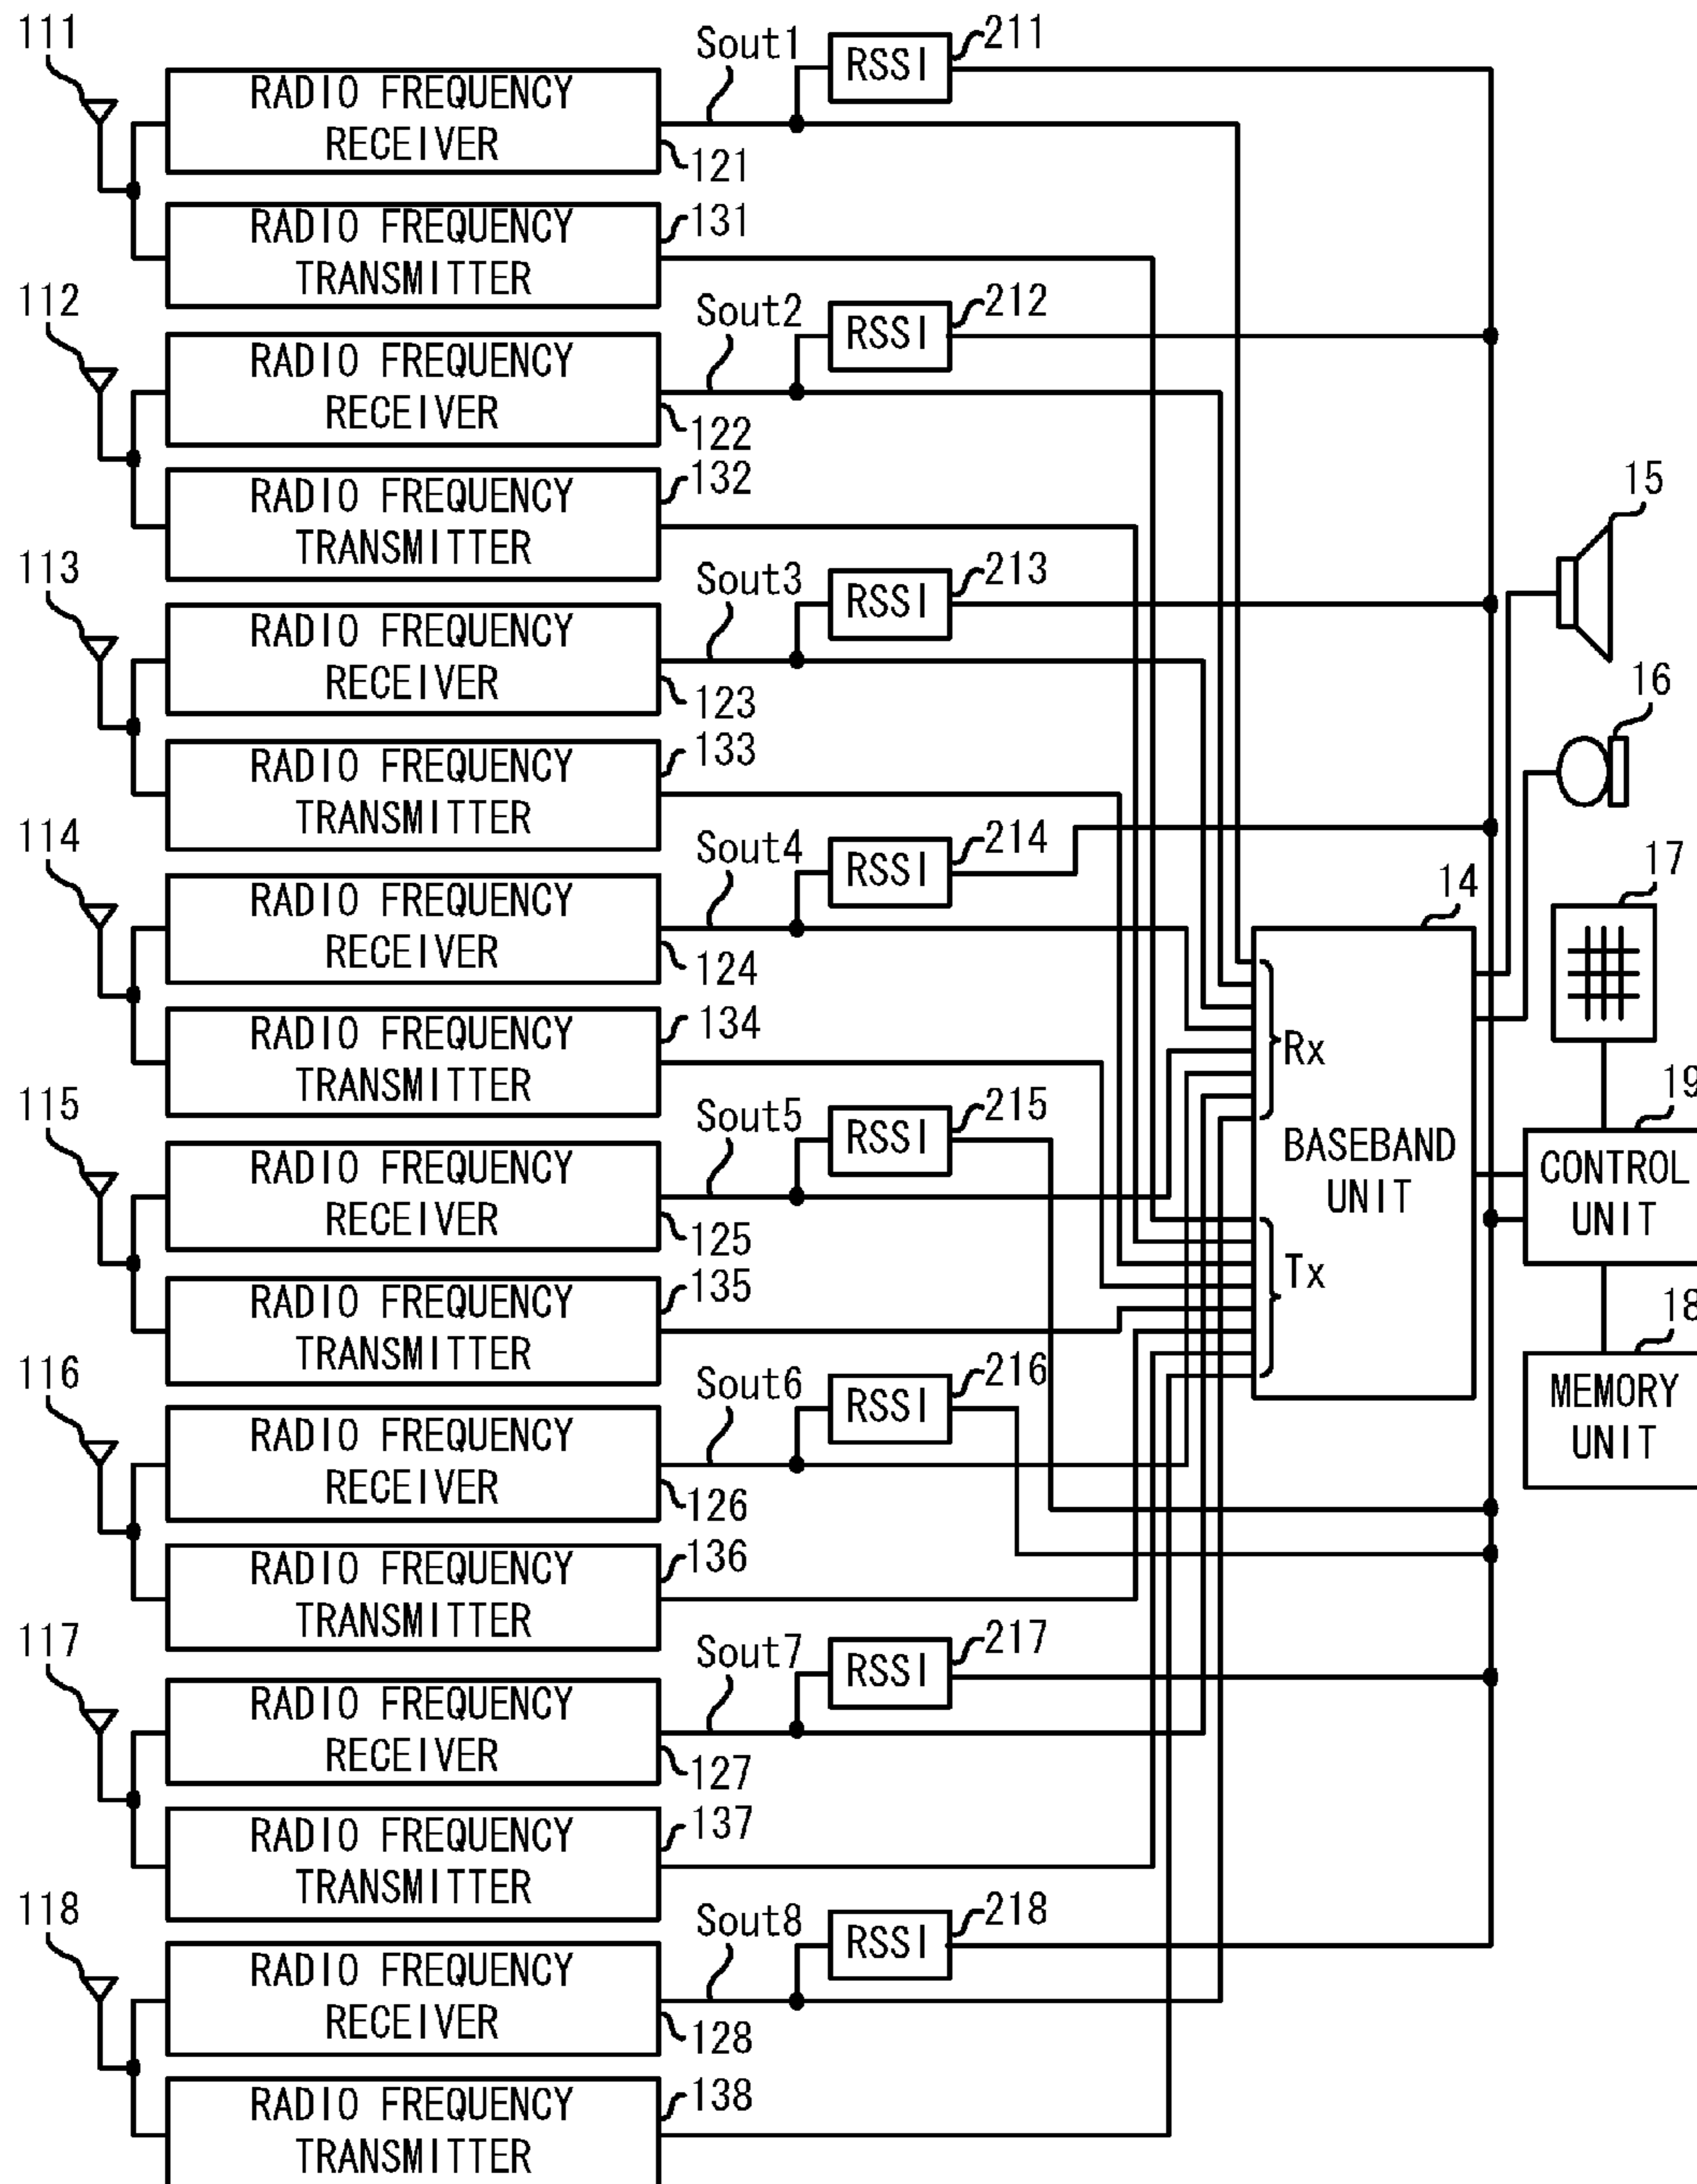 111
Sout1
RSSI
211
RADIO FREQUENCY
RECEIVER
121
RADIO FREQUENCY
TRANSMITTER
131
112
Sout2
RSSI
212
RADIO FREQUENCY
RECEIVER
122
RADIO FREQUENCY
TRANSMITTER
132
15
113
Sout3
RSSI
213
RADIO FREQUENCY
RECEIVER
123
16
RADIO FREQUENCY
TRANSMITTER
133
114
Sout4
RSSI
214
17
14
RADIO FREQUENCY
RECEIVER
124
RADIO FREQUENCY
TRANSMITTER
134
Rx
115
Sout5
RSSI
215
19
BASEBAND
UNIT
CONTROL
UNIT
RADIO FREQUENCY
RECEIVER
125
Tx
RADIO FREQUENCY
TRANSMITTER
135
18
116
Sout6
RSSI
216
MEMORY
UNIT
RADIO FREQUENCY
RECEIVER
126
RADIO FREQUENCY
TRANSMITTER
136
117
Sout7
RSSI
217
RADIO FREQUENCY
RECEIVER
127
RADIO FREQUENCY
TRANSMITTER
137
118
Sout8
RSSI
218
RADIO FREQUENCY
RECEIVER
128
RADIO FREQUENCY
TRANSMITTER
138